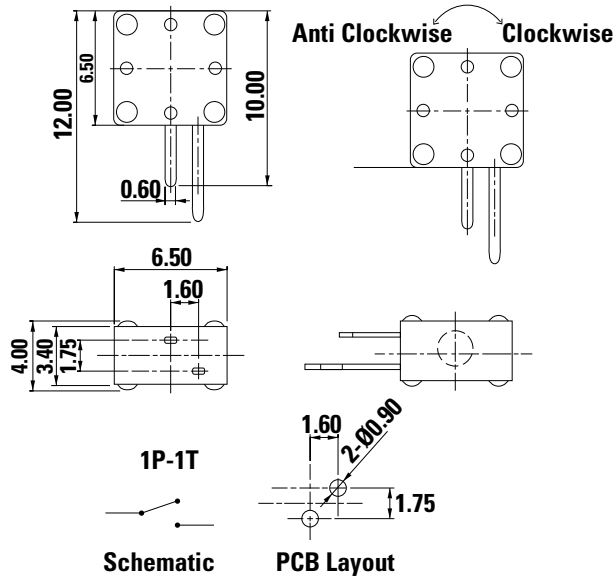 12.00
6.50
10.00
0.60
Anti Clockwise Clockwise
6.50
1.60
4.00
3.40
1.75
1P-1T
1.60
2-Ø0.90
1.75
Schematic
PCB Layout